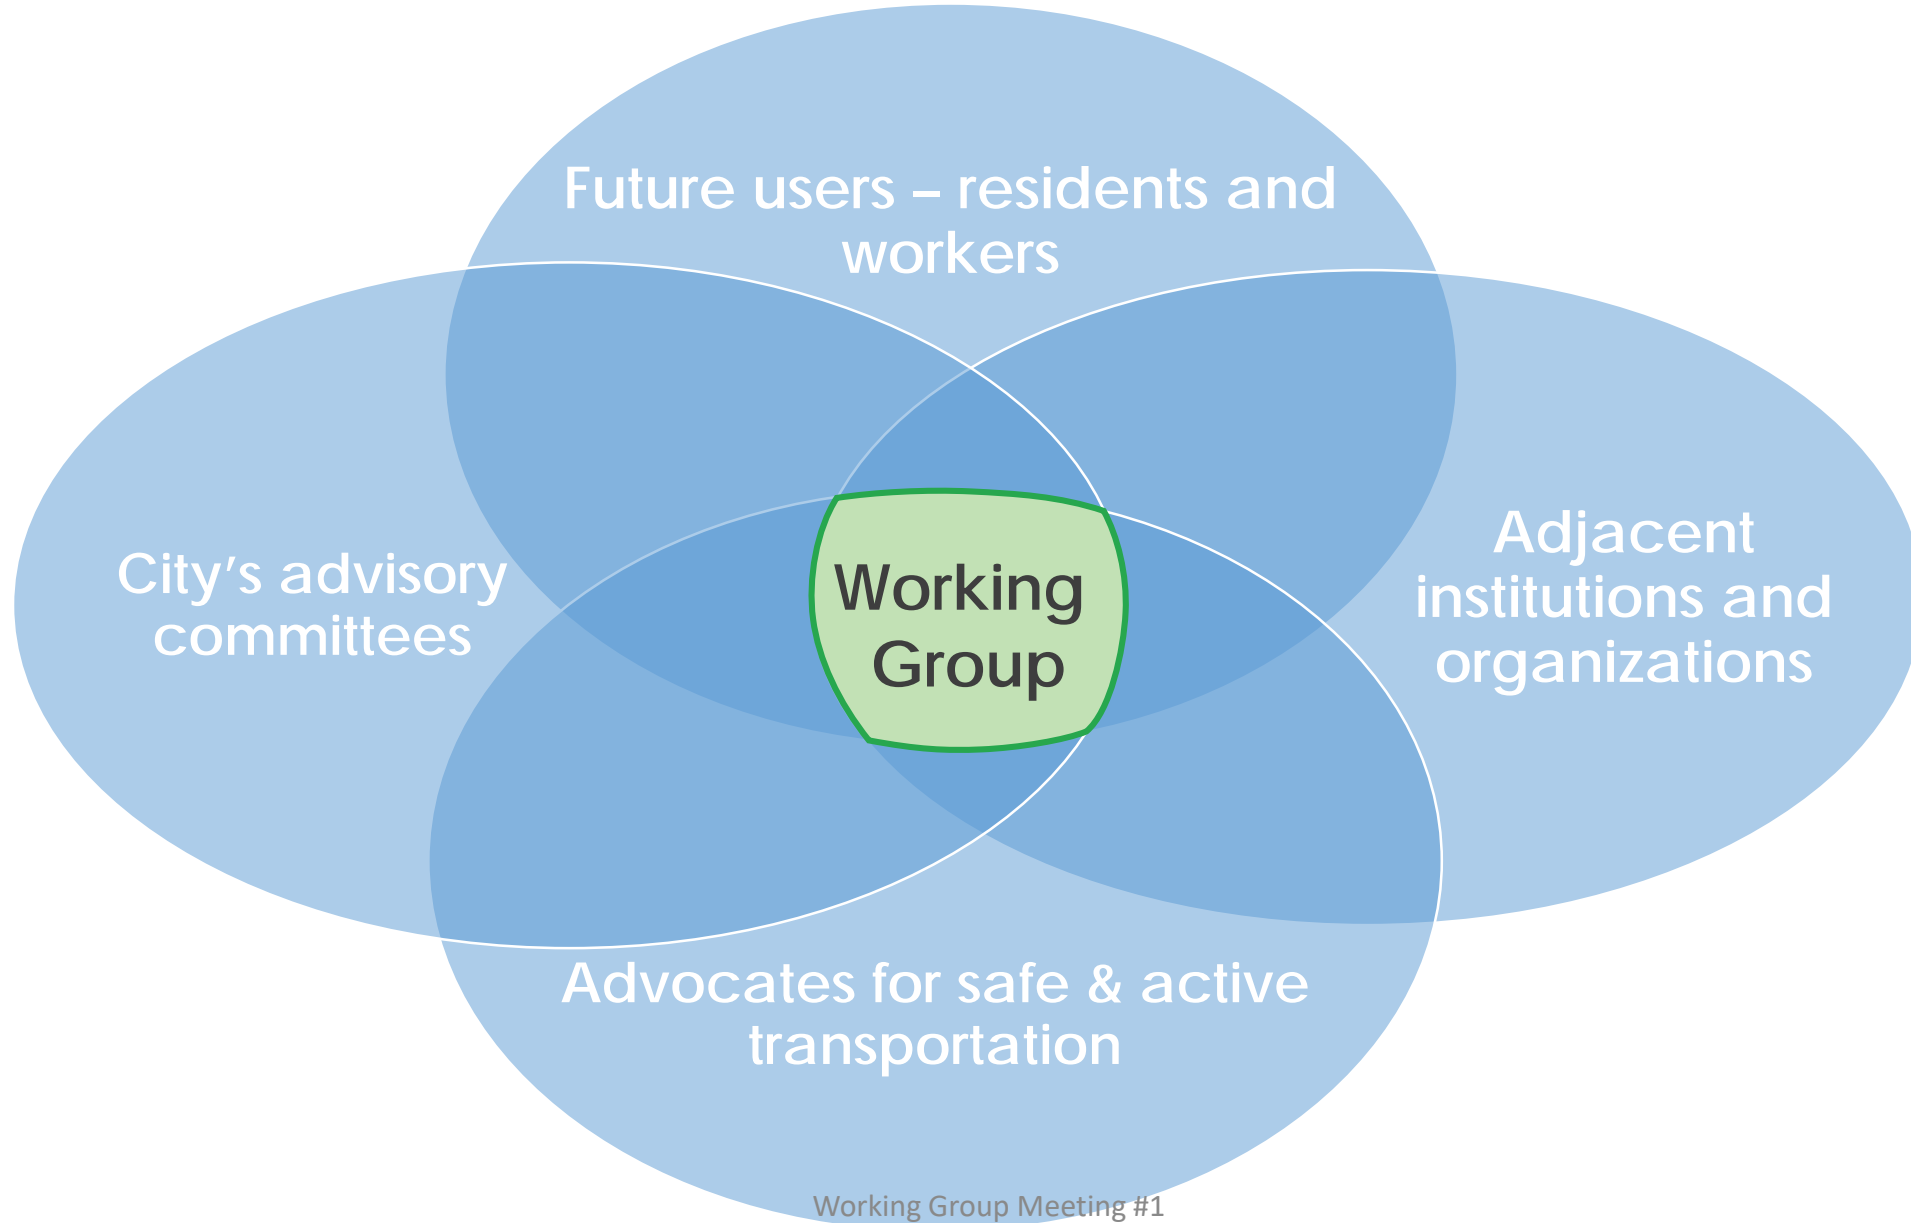 Future users – residents and
workers
City's advisory
committees
Working
Group
Adjacent
institutions and
organizations
Advocates for safe & active
transportation
Working Group Meeting #1